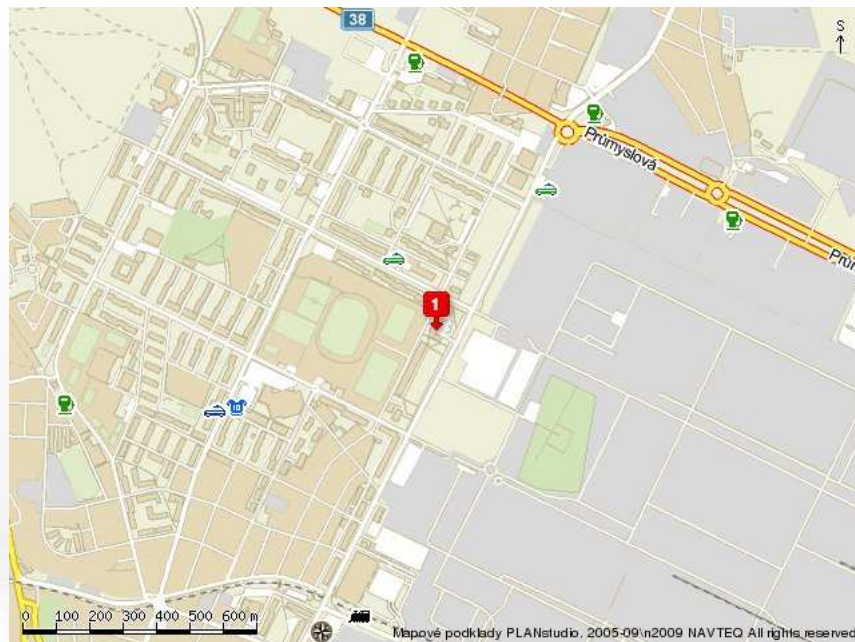 38
S
Průmyslová
Prům
1
10
0 100 200 300 400 500 600 m
Mapové podklady PLANstudio. 2005-09\n2009 NAVTEQ All rights reserved